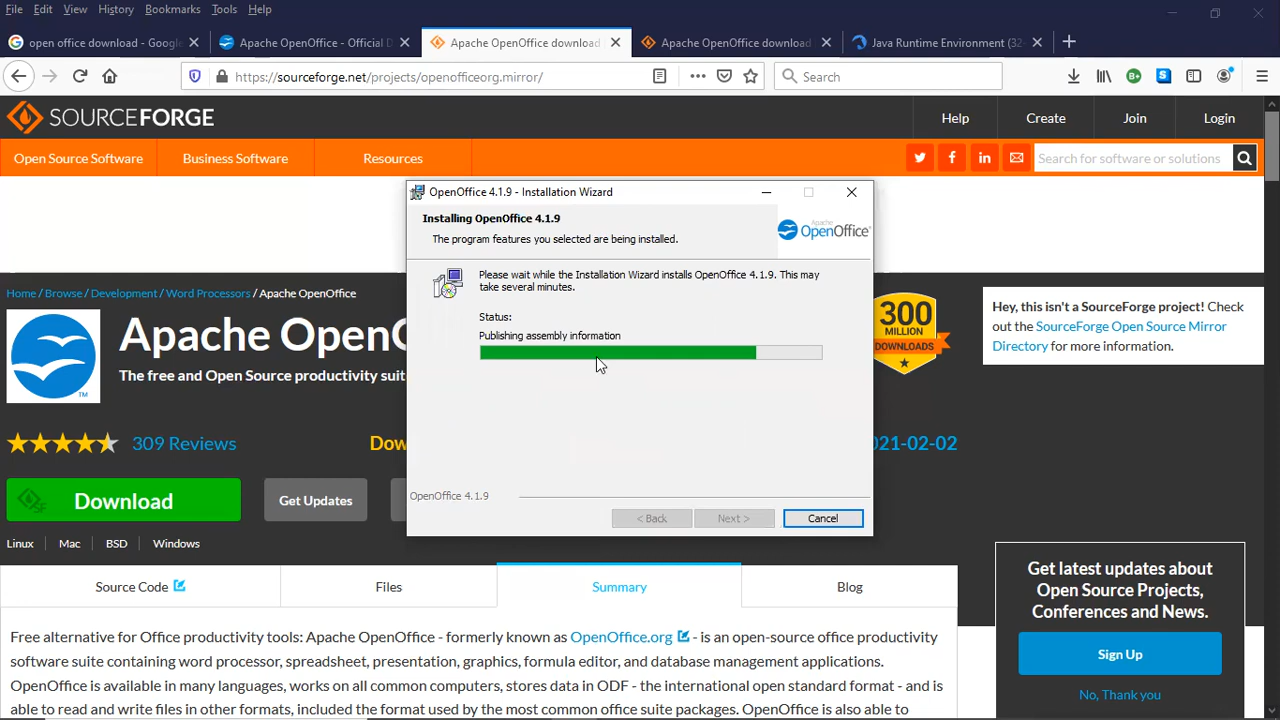 File Edit View History Bookmarks Tools Help
open office download - Google
Apache OpenOffice - Official D
Apache OpenOffice download
Apache OpenOffice download
Java Runtime Environment (32-
https://sourceforge.net/projects/openofficeorg.mirror/
Search
SOURCEFORGE
Help Create Join Login
Open Source Software Business Software Resources
Search for software or solutions
OpenOffice 4.1.9 - Installation Wizard
Installing OpenOffice 4.1.9
The program features you selected are being installed.
Apache
OpenOffice
Please wait while the Installation Wizard installs OpenOffice 4.1.9. This may
take several minutes.
Status:
Publishing assembly information
OpenOffice 4.1.9
< Back Next > Cancel
Home / Browse / Development / Word Processors / Apache OpenOffice
Apache OpenO
The free and Open Source productivity suit
TM
300
MILLION
DOWNLOADS
Hey, this isn't a SourceForge project! Check
out the SourceForge Open Source Mirror
Directory for more information.
309 Reviews
Dow
021-02-02
SF
Download
Get Updates
Linux Mac BSD Windows
Source Code Files Summary Blog
Free alternative for Office productivity tools: Apache OpenOffice - formerly known as OpenOffice.org - is an open-source office productivity
software suite containing word processor, spreadsheet, presentation, graphics, formula editor, and database management applications.
OpenOffice is available in many languages, works on all common computers, stores data in ODF - the international open standard format - and is
able to read and write files in other formats, included the format used by the most common office suite packages. OpenOffice is also able to
Get latest updates about
Open Source Projects,
Conferences and News.
Sign Up
No, Thank you